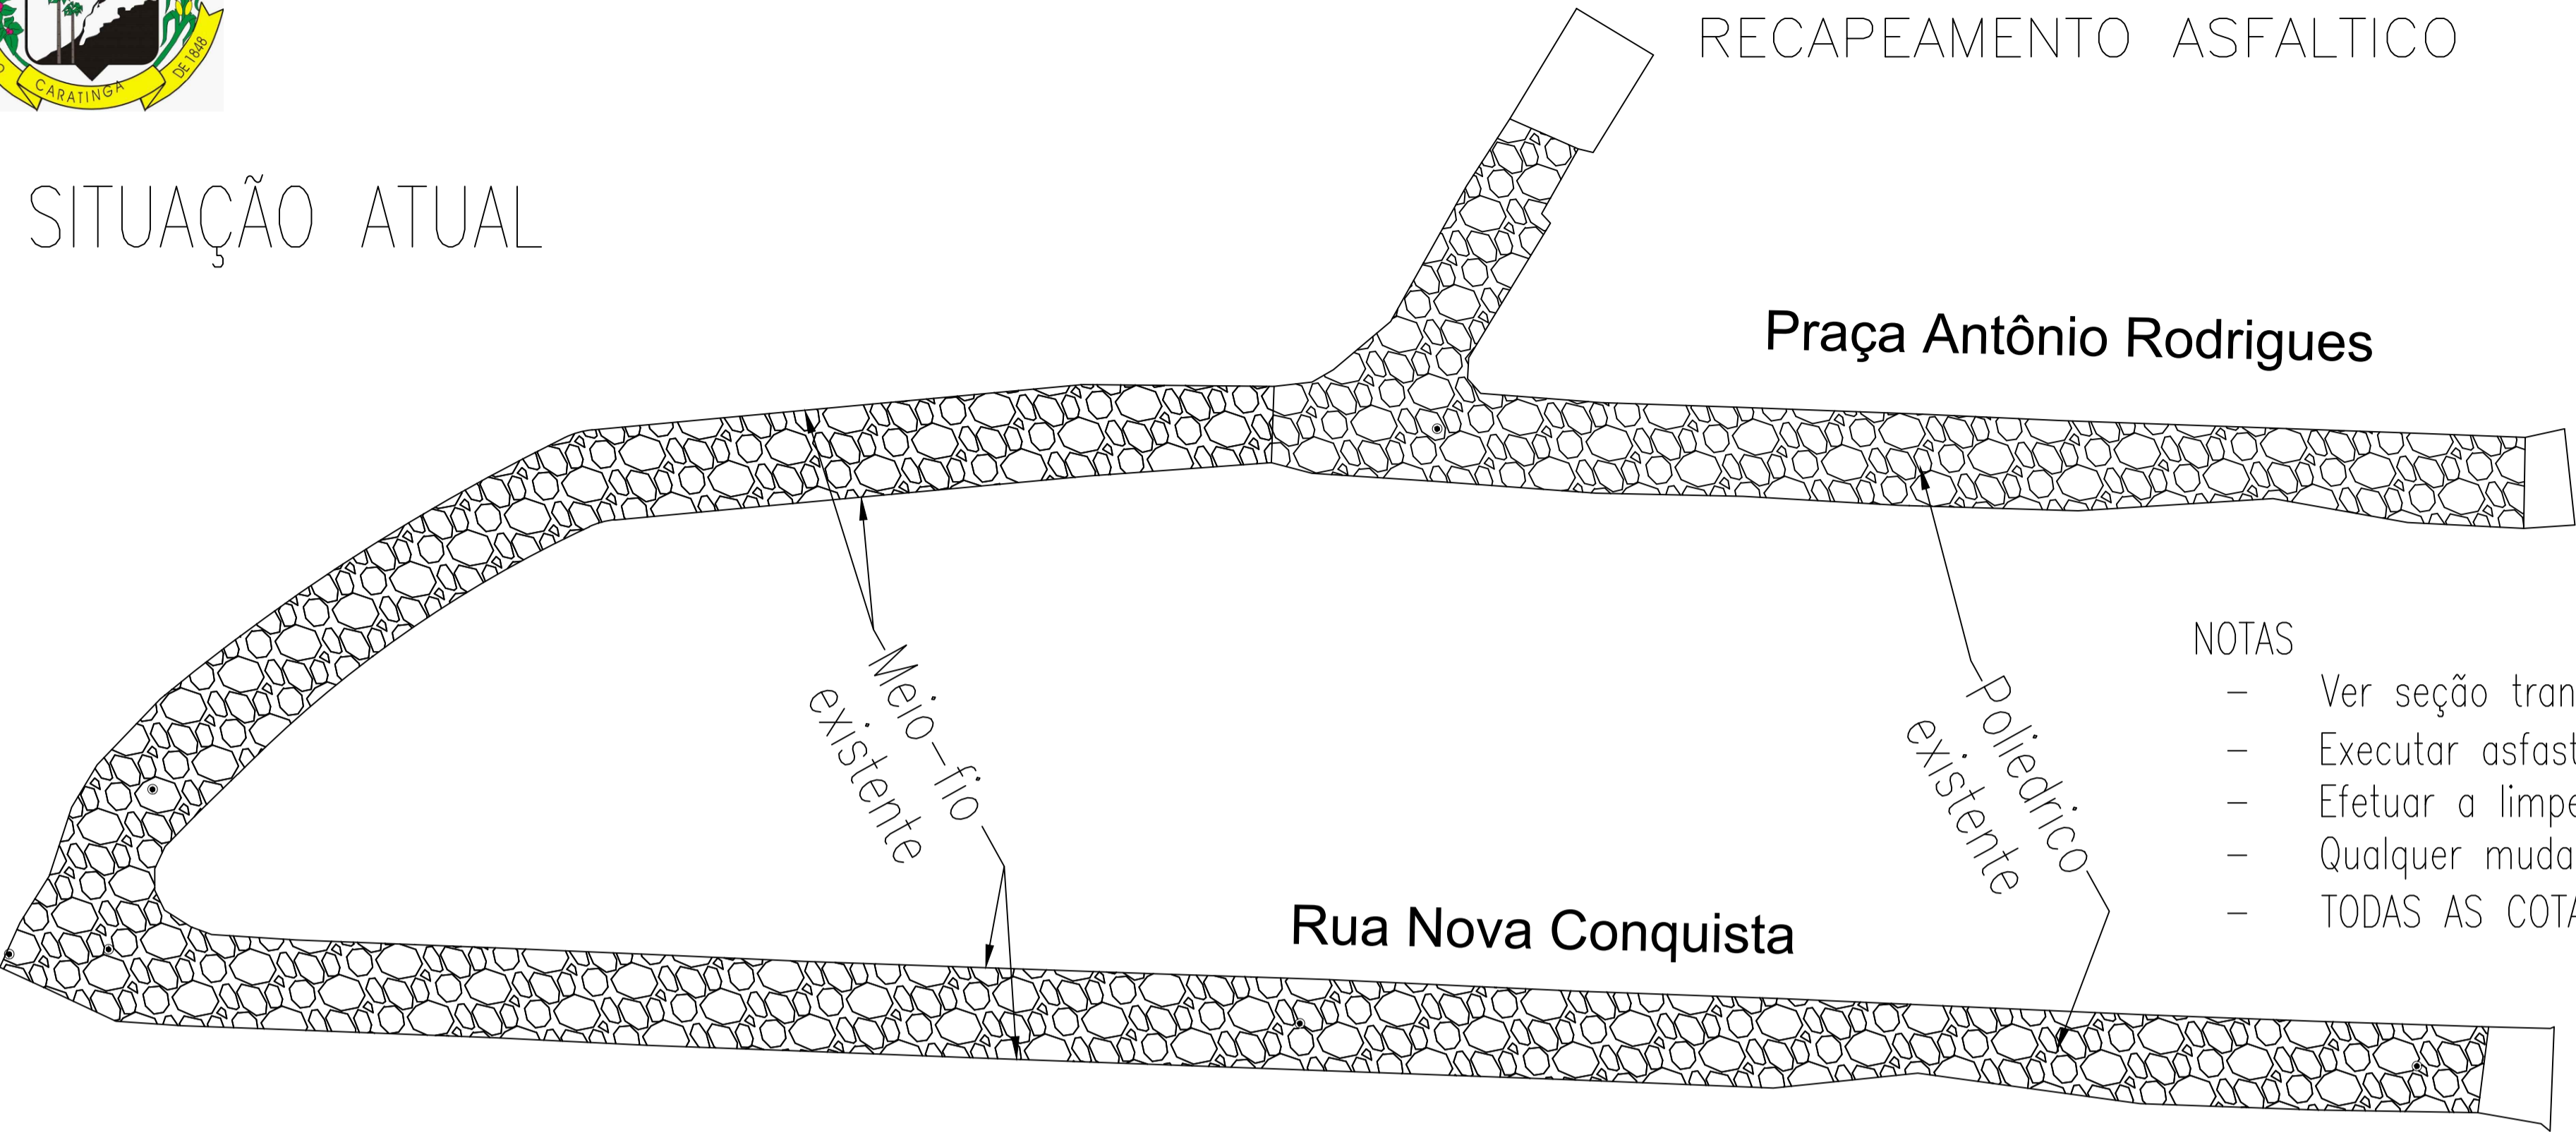 CARATINGA
DE 1848
RECAPEAMENTO ASFALTICO
SITUAÇÃO ATUAL
Praça Antônio Rodrigues
Meio-fio
existente
Poliedrico
existente
NOTAS
- Ver seção tran
- Executar asfast
- Efetuar a limpe
- Qualquer muda
- TODAS AS COTA
Rua Nova Conquista